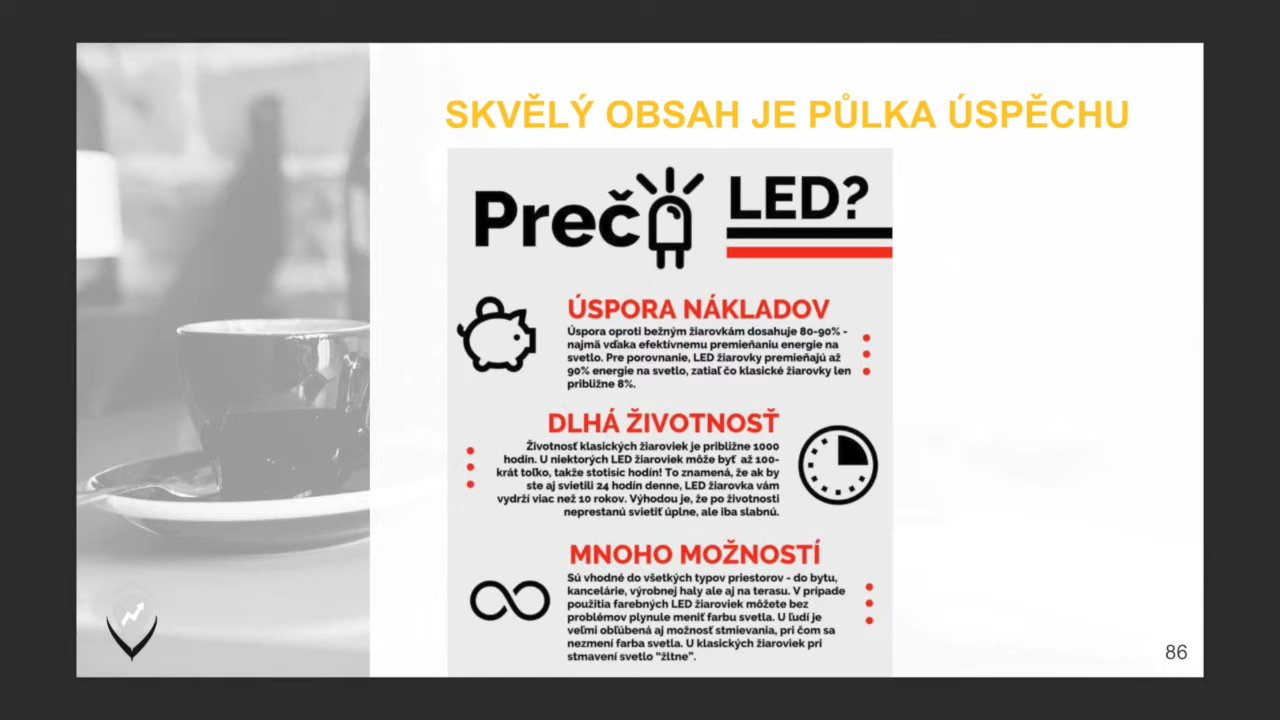 SKVĚLÝ OBSAH JE PŮLKA ÚSPĚCHU
Prečo LED?
ÚSPORA NÁKLADOV
Úspora oproti bežným žiarovkám dosahuje 80-90% -
najmä vďaka efektívnemu premieňaniu energie na
svetlo. Pre porovnanie, LED žiarovky premieňajú až
90% energie na svetlo, zatiaľ čo klasické žiarovky len
približne 8%.
DLHÁ ŽIVOTNOSŤ
Životnosť klasických žiaroviek je približne 1000
hodín. U niektorých LED žiaroviek môže byť až 100-
krát toľko, takže stotisíc hodín! To znamená, že ak by
ste aj svietili 24 hodín denne, LED žiarovka vám
vydrží viac než 10 rokov. Výhodou je, že po životnosti
neprestanú svietiť úplne, ale iba slabnú.
MNOHO MOŽNOSTÍ
Sú vhodné do všetkých typov priestorov - do bytu,
kancelárie, výrobnej haly ale aj na terasu. V prípade
použitia farebných LED žiaroviek môžete bez
problémov plynule meniť farbu svetla. U ľudí je
veľmi obľúbená aj možnosť stmievania, pri čom sa
nezmení farba svetla. U klasických žiaroviek pri
stmavení svetlo "žltne".
86